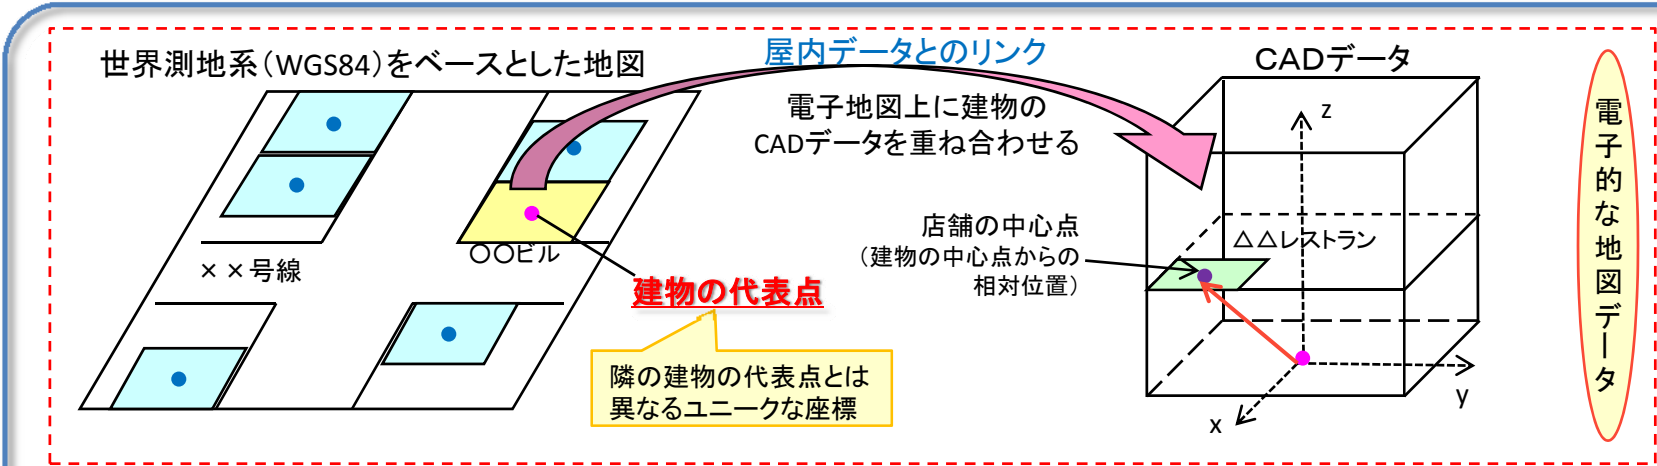 世界測地系(WGS84)をベースとした地図
屋内データとのリンク
電子地図上に建物の
CADデータを重ね合わせる
CADデータ
××号線
〇〇ビル
建物の代表点
隣の建物の代表点とは
異なるユニークな座標
店舗の中心点
(建物の中心点からの
相対位置)
△△レストラン
z
y
x
電子的な地図データ